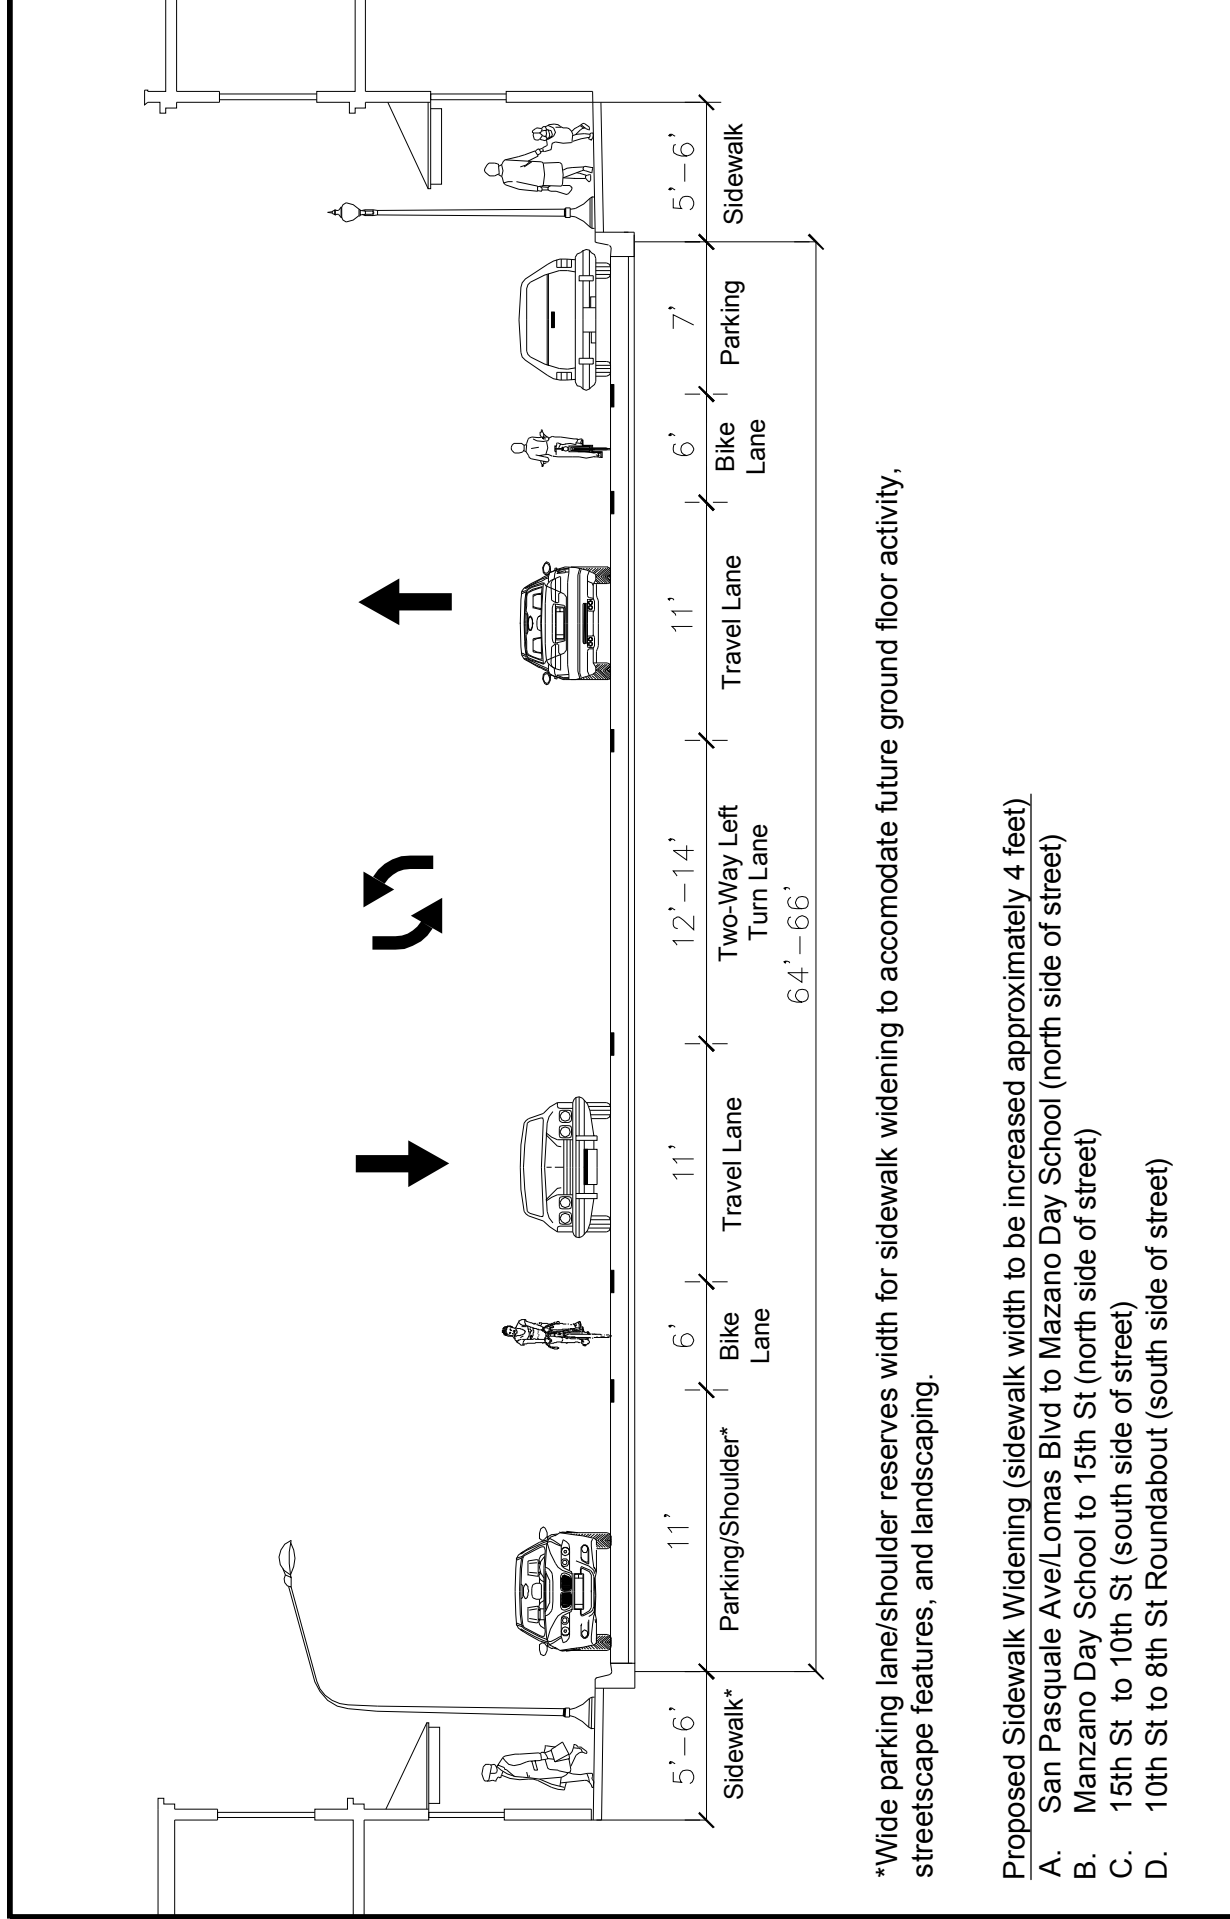 5'-6'
11'
6'
11'
12'-14'
11'
6'
7'
5'-6'
Sidewalk*
Parking/Shoulder*
Bike
Lane
Travel Lane
Two-Way Left
Turn Lane
Travel Lane
Bike
Lane
Parking
Sidewalk
64'-66'
*Wide parking lane/shoulder reserves width for sidewalk widening to accomodate future ground floor activity,
streetscape features, and landscaping.
Proposed Sidewalk Widening (sidewalk width to be increased approximately 4 feet)
A. San Pasquale Ave/Lomas Blvd to Mazano Day School (north side of street)
B. Manzano Day School to 15th St (north side of street)
C. 15th St to 10th St (south side of street)
D. 10th St to 8th St Roundabout (south side of street)